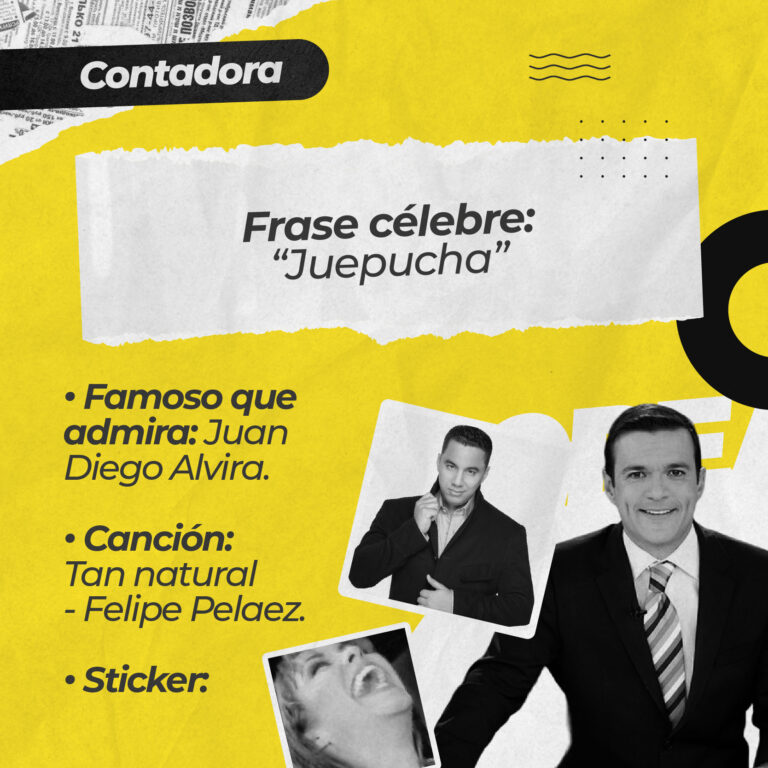 Contadora
Frase célebre:
“Juepucha”
• Famoso que
admira: Juan
Diego Alvira.
• Canción:
Tan natural
- Felipe Pelaez.
• Sticker: